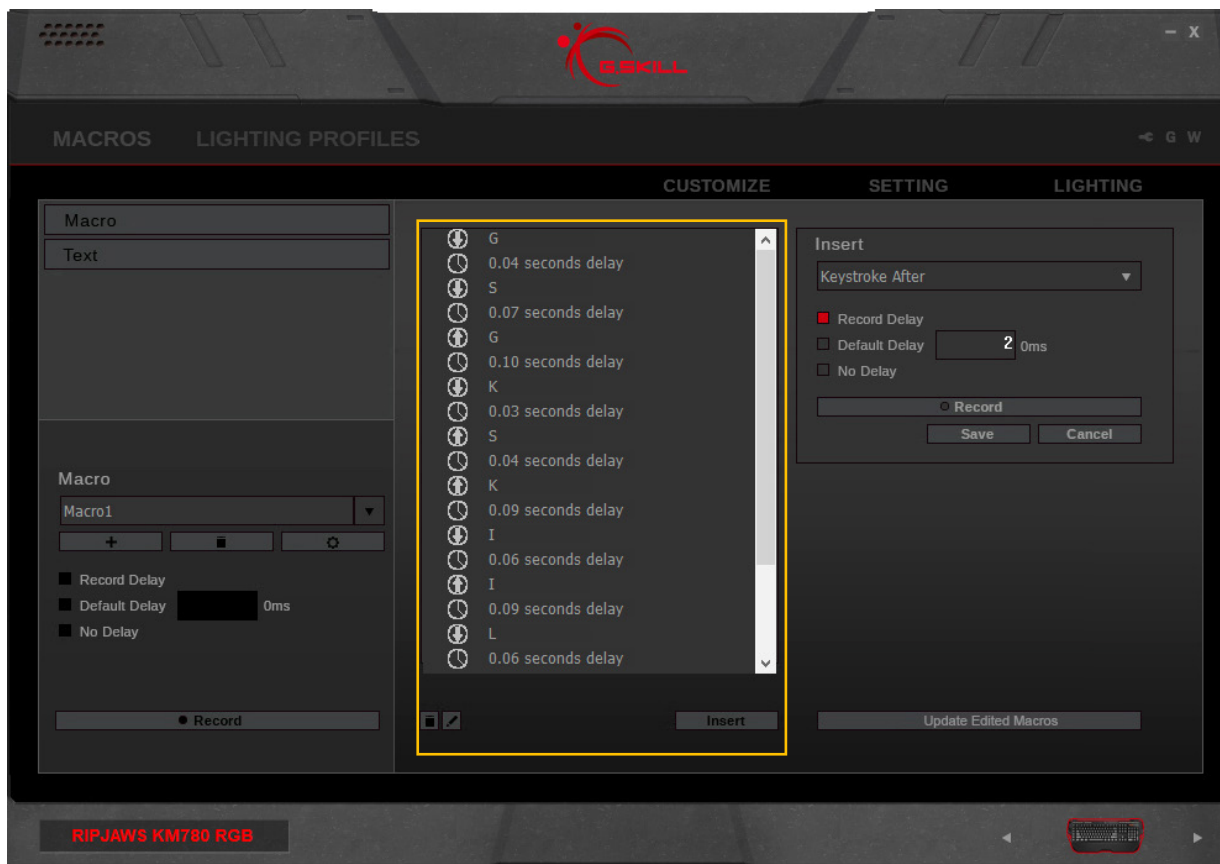 - X
G.SKILL
MACROS LIGHTING PROFILES
G W
CUSTOMIZE SETTING LIGHTING
Macro
Text
Macro
Macro1
Record Delay
Default Delay 0ms
No Delay
Record
G
0.04 seconds delay
S
0.07 seconds delay
G
0.10 seconds delay
K
0.03 seconds delay
S
0.04 seconds delay
K
0.09 seconds delay
I
0.06 seconds delay
I
0.09 seconds delay
L
0.06 seconds delay
Insert
Insert
Keystroke After
Record Delay
Default Delay 2 0ms
No Delay
Record
Save Cancel
Update Edited Macros
RIPJAWS KM780 RGB